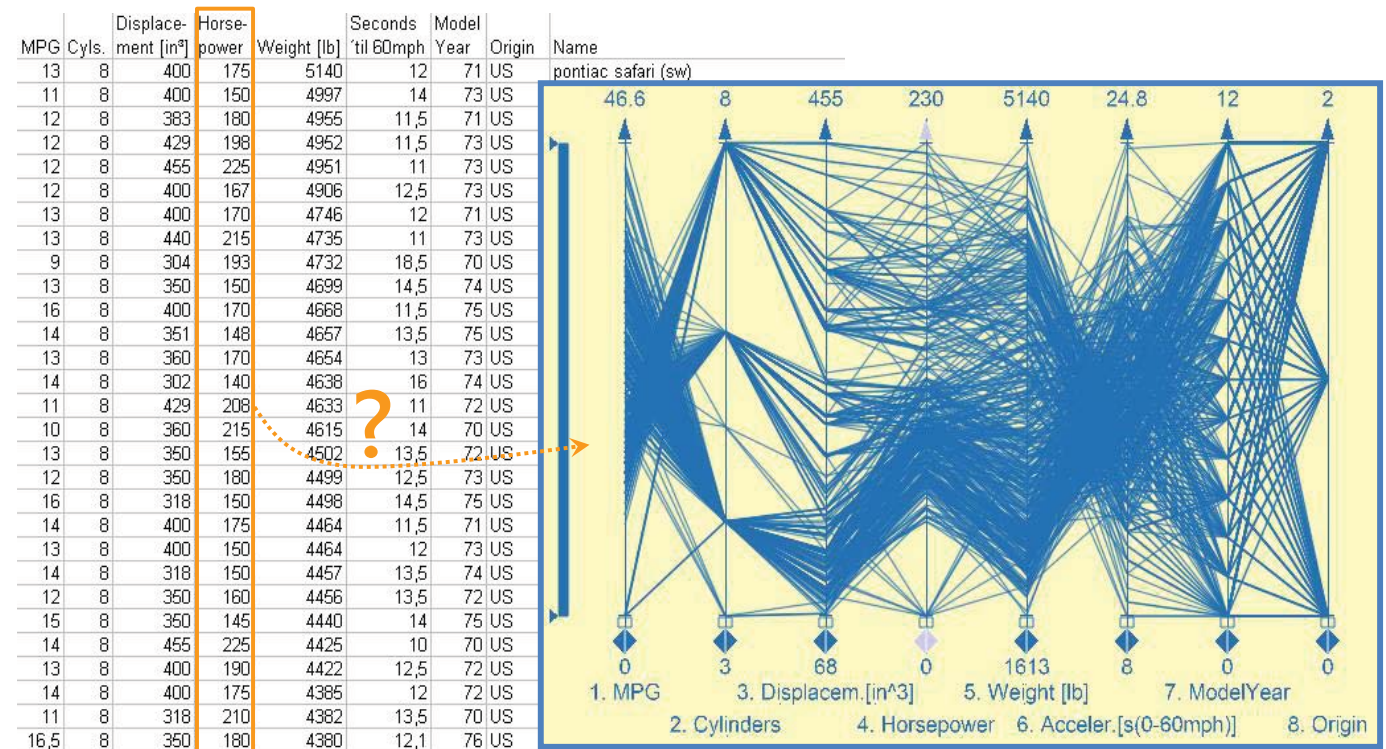 Displace- Horse- Seconds Model
MPG Cyls. ment [in³] power Weight [lb] ´til 60mph Year Origin Name
13 8 400 175 5140 12 71 US pontiac safari (sw)
11 8 400 150 4997 14 73 US
12 8 383 180 4955 11,5 71 US
12 8 429 198 4952 11,5 73 US
12 8 455 225 4951 11 73 US
12 8 400 167 4906 12,5 73 US
13 8 400 170 4746 12 71 US
13 8 440 215 4735 11 73 US
9 8 304 193 4732 18,5 70 US
13 8 350 150 4699 14,5 74 US
16 8 400 170 4668 11,5 75 US
14 8 351 148 4657 13,5 75 US
13 8 360 170 4654 13 73 US
14 8 302 140 4638 16 74 US
11 8 429 208 4633 11 72 US
10 8 360 215 4615 14 70 US
13 8 350 155 4502 13,5 72 US
12 8 350 180 4499 12,5 73 US
16 8 318 150 4498 14,5 75 US
14 8 400 175 4464 11,5 71 US
13 8 400 150 4464 12 73 US
14 8 318 150 4457 13,5 74 US
12 8 350 160 4456 13,5 72 US
15 8 350 145 4440 14 75 US
14 8 455 225 4425 10 70 US
13 8 400 190 4422 12,5 72 US
14 8 400 175 4385 12 72 US
11 8 318 210 4382 13,5 70 US
16,5 8 350 180 4380 12,1 76 US
?
46.6 8 455 230 5140 24.8 12 2
0 3 68 0 1613 8 0 0
1. MPG 3. Displacem.[in^3] 5. Weight [lb] 7. ModelYear
2. Cylinders 4. Horsepower 6. Acceler.[s(0-60mph)] 8. Origin